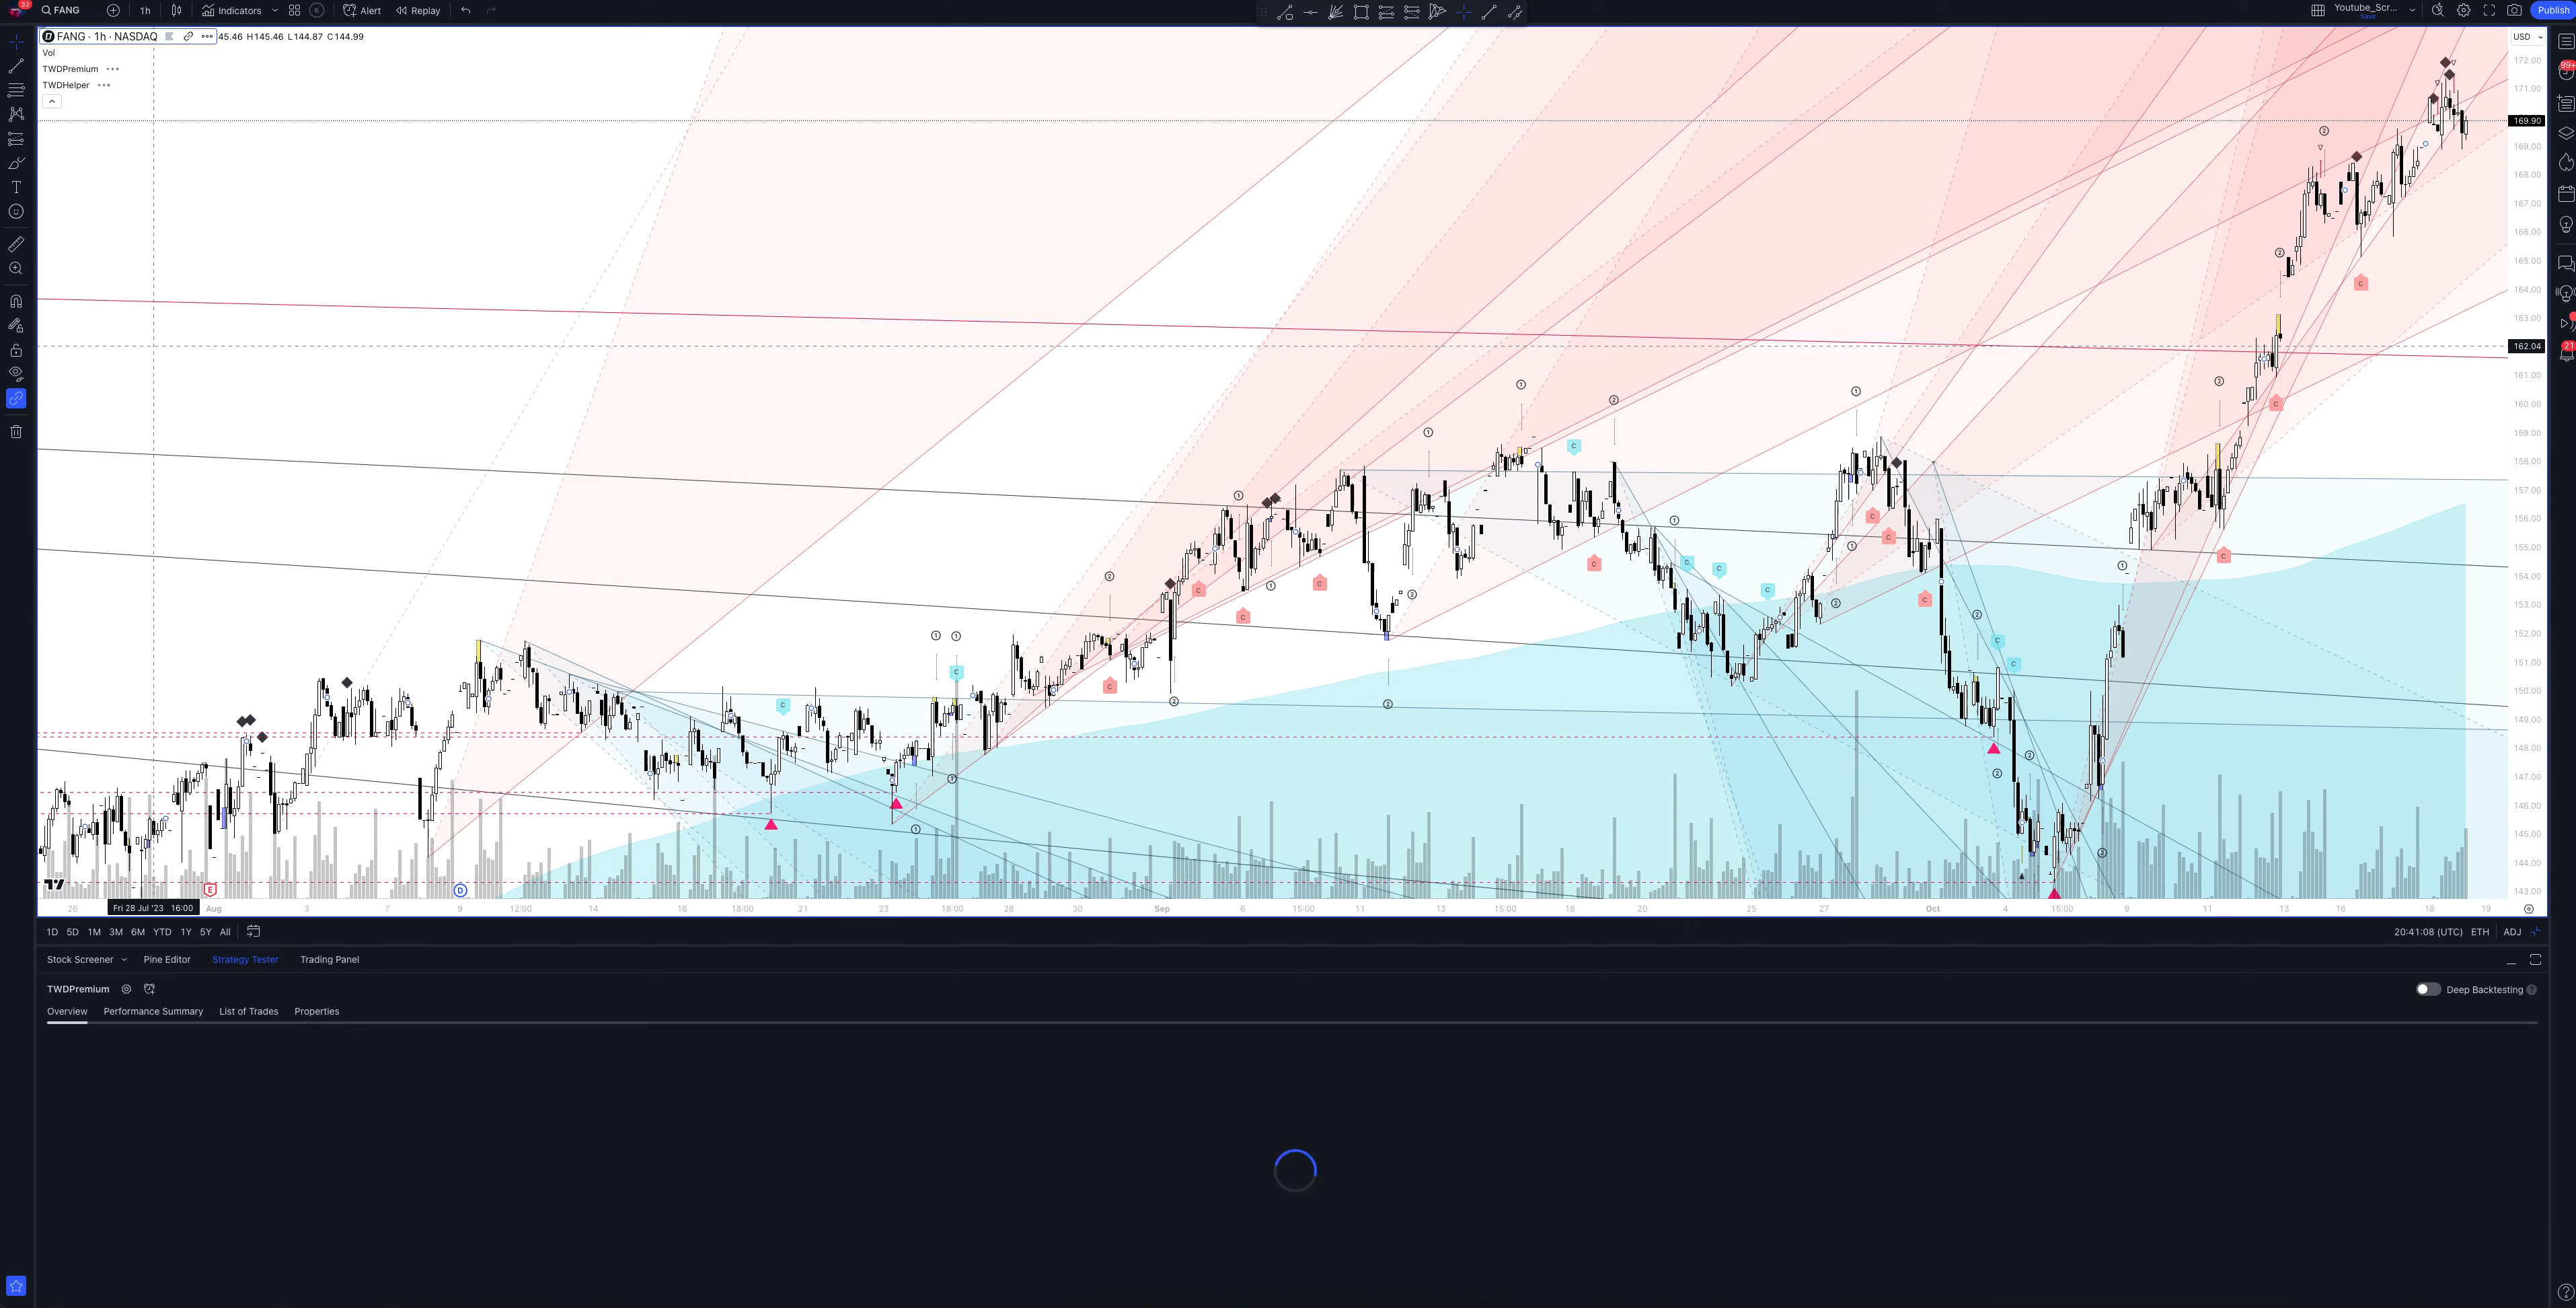 32
FANG
1h
Indicators
6
Alert
Replay
Youtube_Scr...
Save
Publish
FANG · 1h · NASDAQ
45.46 H145.46 L144.87 C144.99
USD
Vol
TWDPremium
TWDHelper
99+
21
172.00
171.00
169.90
169.00
168.00
167.00
166.00
165.00
164.00
163.00
162.04
161.00
160.00
159.00
158.00
157.00
156.00
155.00
154.00
153.00
152.00
151.00
150.00
149.00
148.00
147.00
146.00
145.00
144.00
143.00
E
D
26
Fri 28 Jul '23 16:00
Aug
3
7
9
12:00
14
16
18:00
21
23
18:00
28
30
Sep
6
15:00
11
13
15:00
18
20
25
27
Oct
4
15:00
9
11
13
16
18
19
1D 5D 1M 3M 6M YTD 1Y 5Y All
20:41:08 (UTC) ETH ADJ
Stock Screener Pine Editor Strategy Tester Trading Panel
TWDPremium
Deep Backtesting
Overview Performance Summary List of Trades Properties